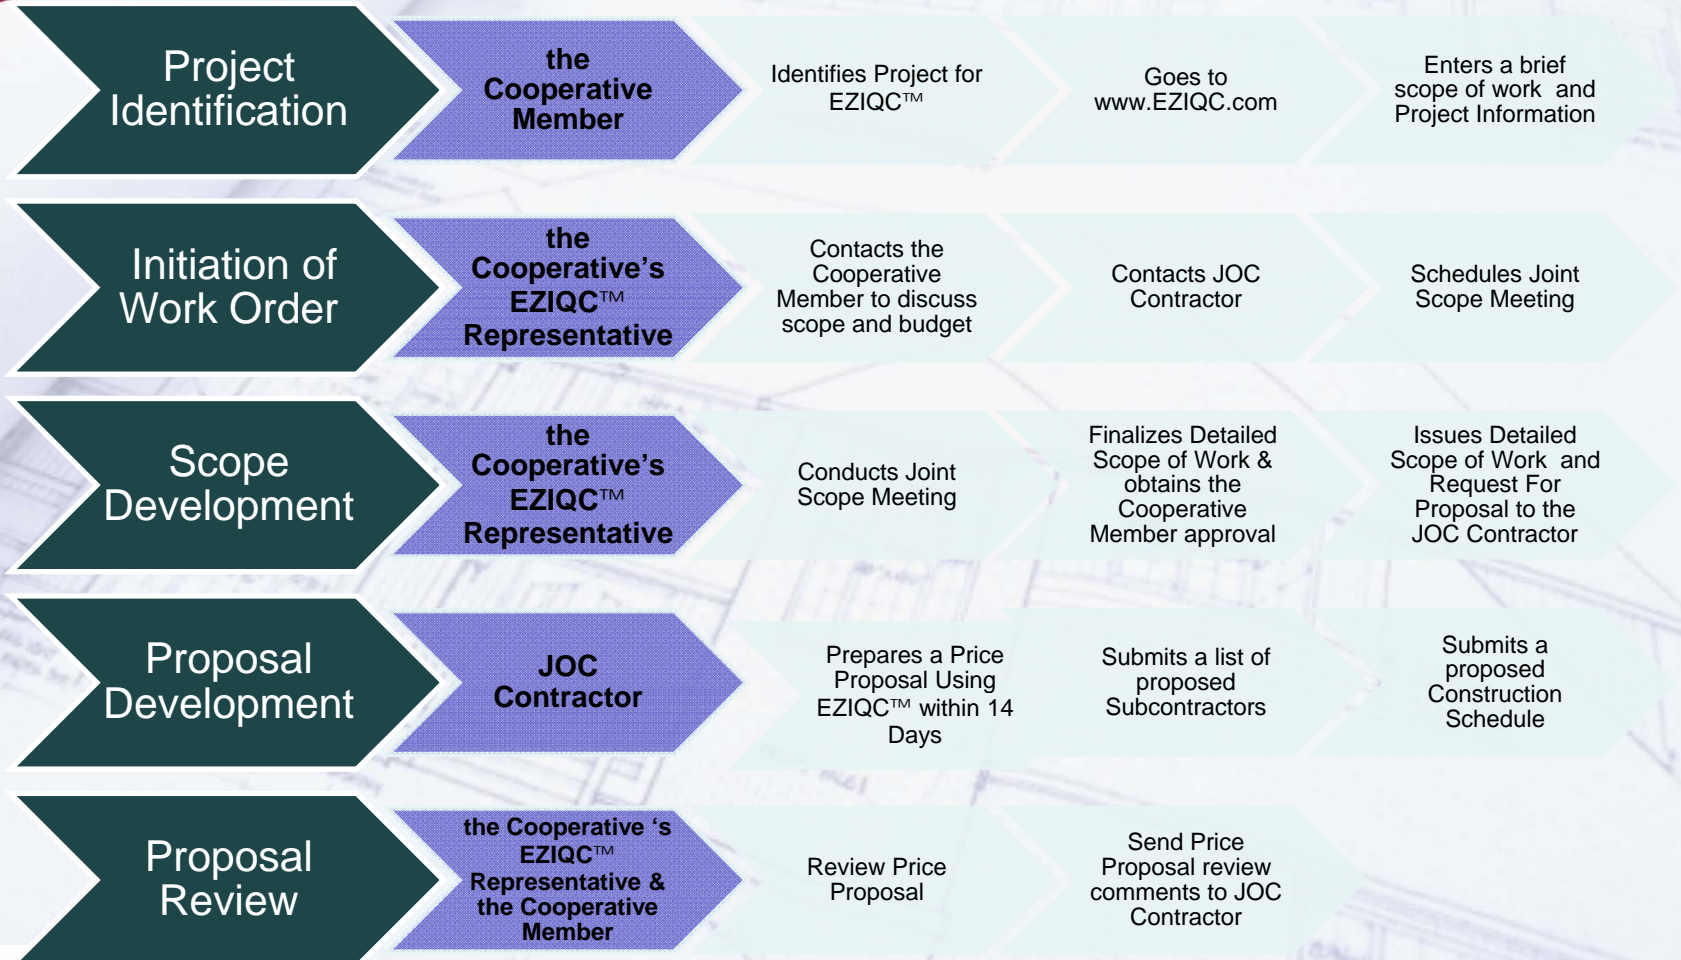 Project
Identification
the
Cooperative
Member
Identifies Project for
EZIQC™
Goes to
www.EZIQC.com
Enters a brief
scope of work and
Project Information
Initiation of
Work Order
the
Cooperative’s
EZIQC™
Representative
Contacts the
Cooperative
Member to discuss
scope and budget
Contacts JOC
Contractor
Schedules Joint
Scope Meeting
Scope
Development
the
Cooperative’s
EZIQC™
Representative
Conducts Joint
Scope Meeting
Finalizes Detailed
Scope of Work &
obtains the
Cooperative
Member approval
Issues Detailed
Scope of Work and
Request For
Proposal to the
JOC Contractor
Proposal
Development
JOC
Contractor
Prepares a Price
Proposal Using
EZIQC™ within 14
Days
Submits a list of
proposed
Subcontractors
Submits a
proposed
Construction
Schedule
Proposal
Review
the Cooperative ‘s
EZIQC™
Representative &
the Cooperative
Member
Review Price
Proposal
Send Price
Proposal review
comments to JOC
Contractor